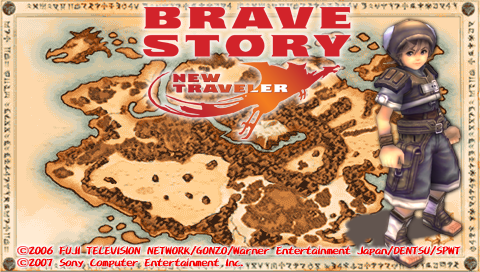 BRAVE
STORY
NEW
TRAVELER
©2006 FUJI TELEVISION NETWORK/GONZO/Warner Entertainment Japan/DENTSU/SPWT
©2007 Sony Computer Entertainment Inc.